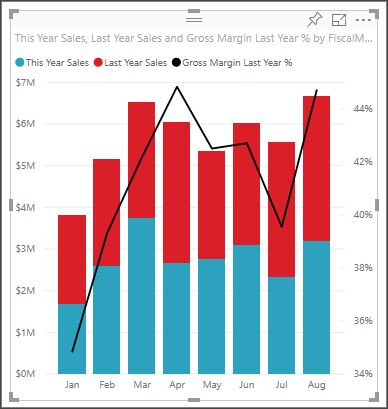 This Year Sales, Last Year Sales and Gross Margin Last Year % by FiscalM...
This Year Sales Last Year Sales Gross Margin Last Year %
$7M
$6M
$5M
$4M
$3M
$2M
$1M
$0M
44%
42%
40%
38%
36%
34%
Jan Feb Mar Apr May Jun Jul Aug